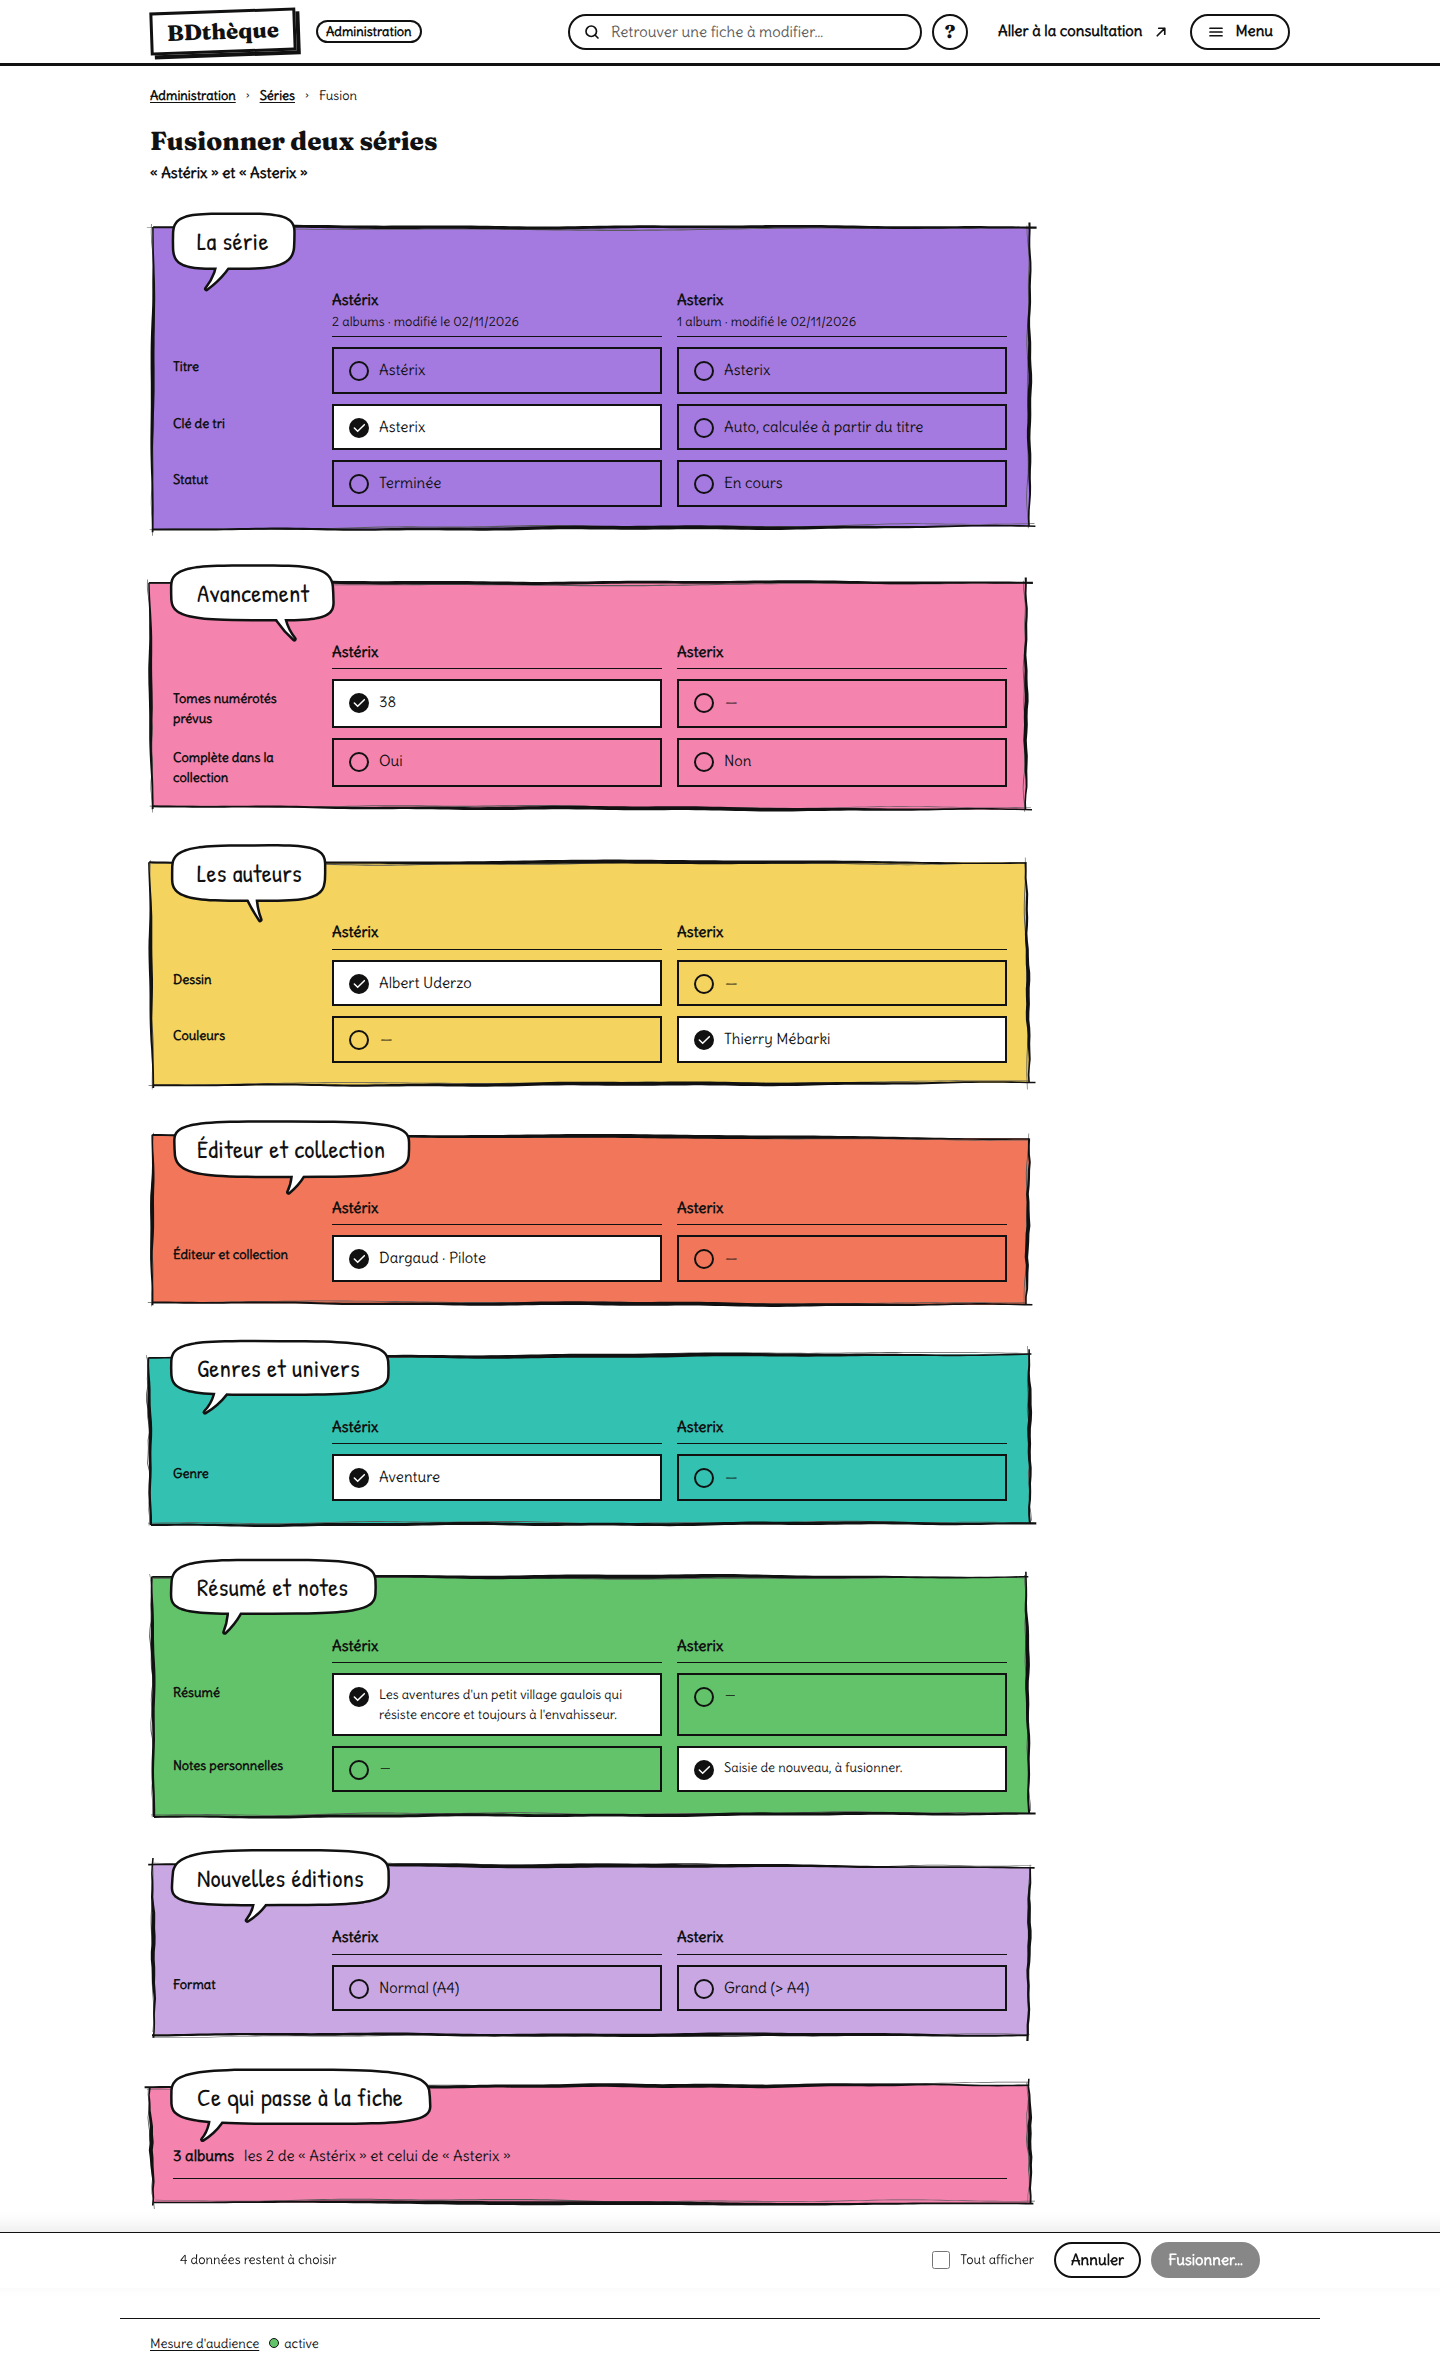 BDthèque
Administration
Retrouver une fiche à modifier...
?
Aller à la consultation
Menu
Administration › Séries › Fusion
Fusionner deux séries
« Astérix » et « Asterix »
La série
Astérix
2 albums · modifié le 02/11/2026
Asterix
1 album · modifié le 02/11/2026
Titre
Astérix
Asterix
Clé de tri
Asterix
Auto, calculée à partir du titre
Statut
Terminée
En cours
Avancement
Astérix
Asterix
Tomes numérotés
prévus
38
—
Complète dans la
collection
Oui
Non
Les auteurs
Astérix
Asterix
Dessin
Albert Uderzo
—
Couleurs
—
Thierry Mébarki
Éditeur et collection
Astérix
Asterix
Éditeur et collection
Dargaud · Pilote
—
Genres et univers
Astérix
Asterix
Genre
Aventure
—
Résumé et notes
Astérix
Asterix
Résumé
Les aventures d'un petit village gaulois qui
résiste encore et toujours à l'envahisseur.
—
Notes personnelles
—
Saisie de nouveau, à fusionner.
Nouvelles éditions
Astérix
Asterix
Format
Normal (A4)
Grand (> A4)
Ce qui passe à la fiche
3 albums les 2 de « Astérix » et celui de « Asterix »
4 données restent à choisir
Tout afficher
Annuler
Fusionner...
Mesure d'audience
active